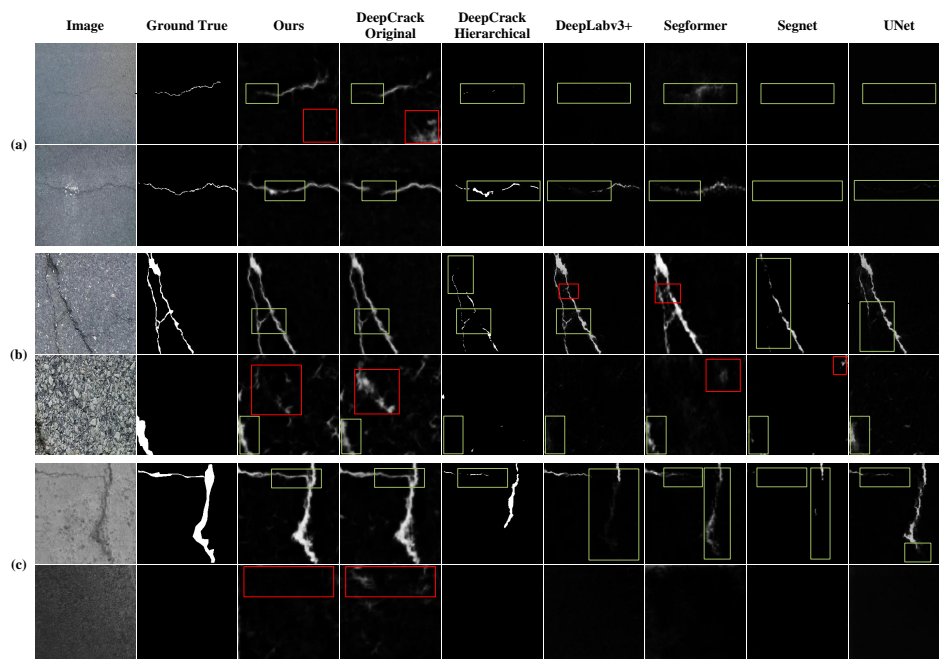 Image Ground True Ours DeepCrack Original DeepCrack Hierarchical DeepLabv3+ Segformer Segnet UNet
(a)
(b)
(c)